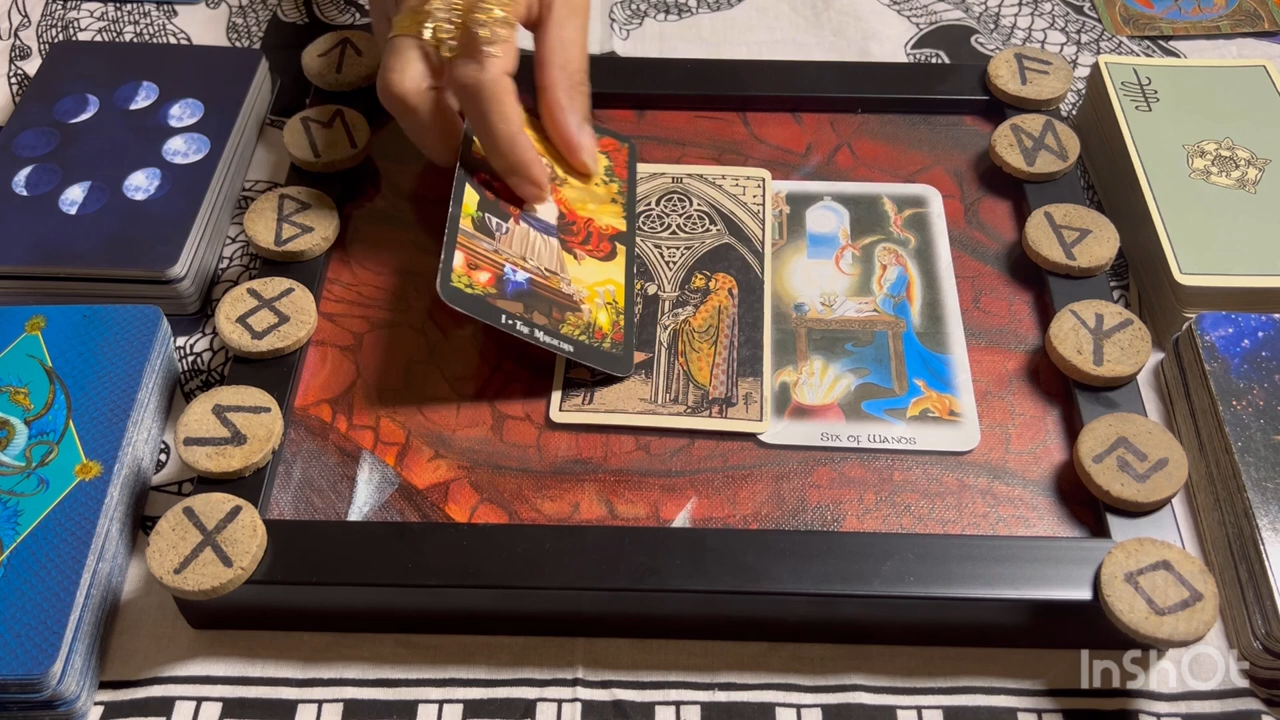 ᛏ
ᚨ
ᛖ
ᛞ
ᛒ
ᚦ
ᛟ
ᛉ
ᛊ
ᛃ
ᚷ
I • The Magician
Six of Wands
InShOt